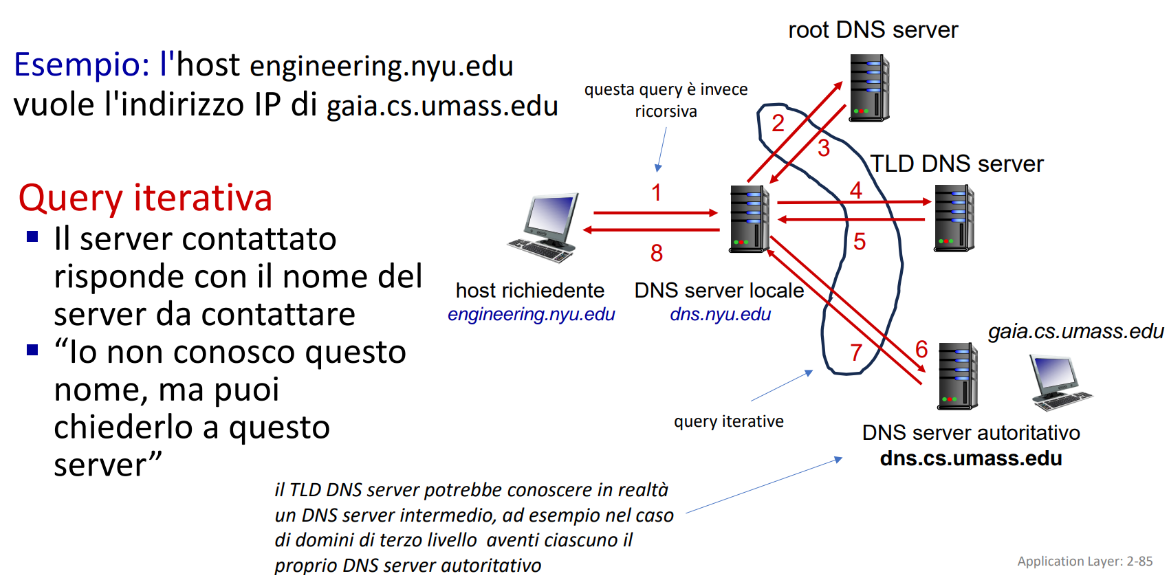 Esempio: l'host engineering.nyu.edu
vuole l'indirizzo IP di gaia.cs.umass.edu
Query iterativa
▪ Il server contattato
risponde con il nome del
server da contattare
▪ “Io non conosco questo
nome, ma puoi
chiederlo a questo
server”
root DNS server
questa query è invece
ricorsiva
2
3
TLD DNS server
1
4
5
8
host richiedente
engineering.nyu.edu
DNS server locale
dns.nyu.edu
gaia.cs.umass.edu
7
6
query iterative
DNS server autoritativo
dns.cs.umass.edu
il TLD DNS server potrebbe conoscere in realtà
un DNS server intermedio, ad esempio nel caso
di domini di terzo livello aventi ciascuno il
proprio DNS server autoritativo
Application Layer: 2-85